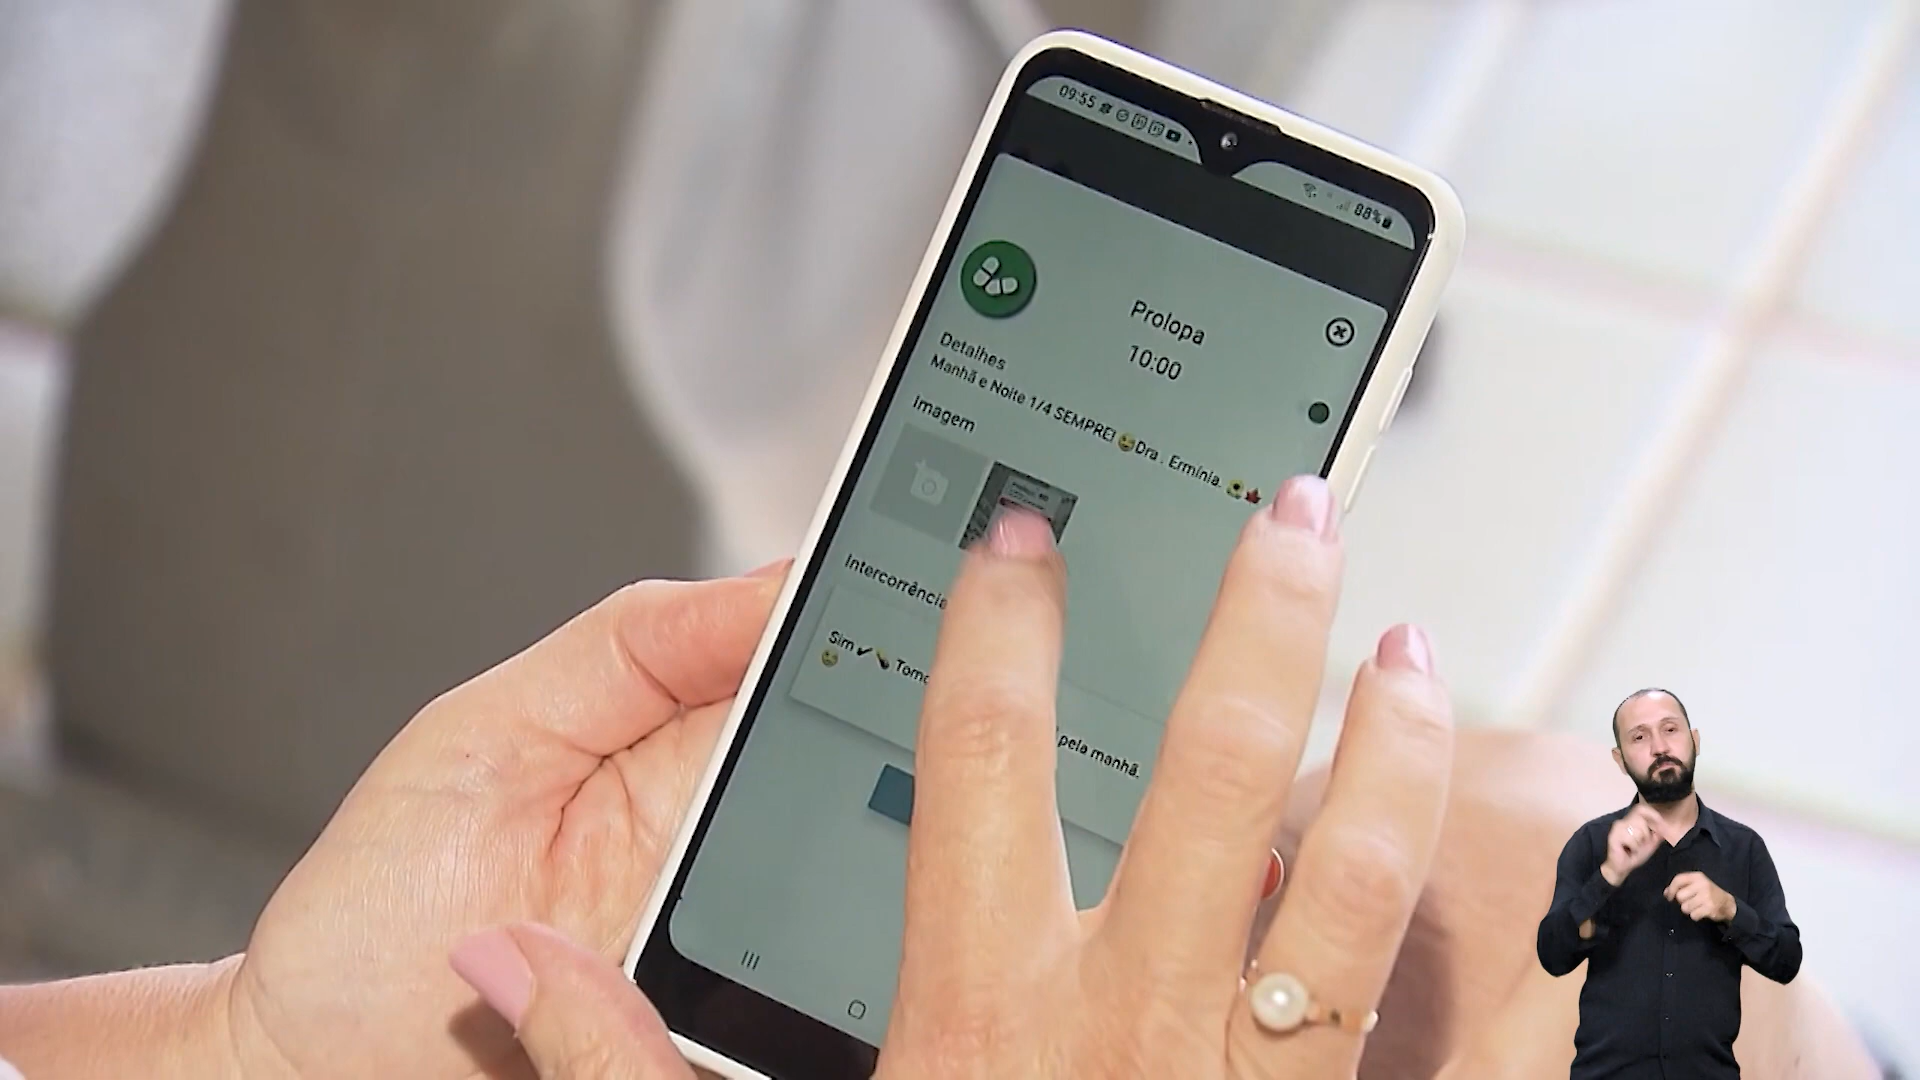 09:55
88%
Prolopa
10:00
Detalhes
Manhã e Noite 1/4 SEMPRE! 😉Dra . Ermínia. 🌻🍁
Imagem
Intercorrência
Sim ✔ 💊 pela manhã.
😉